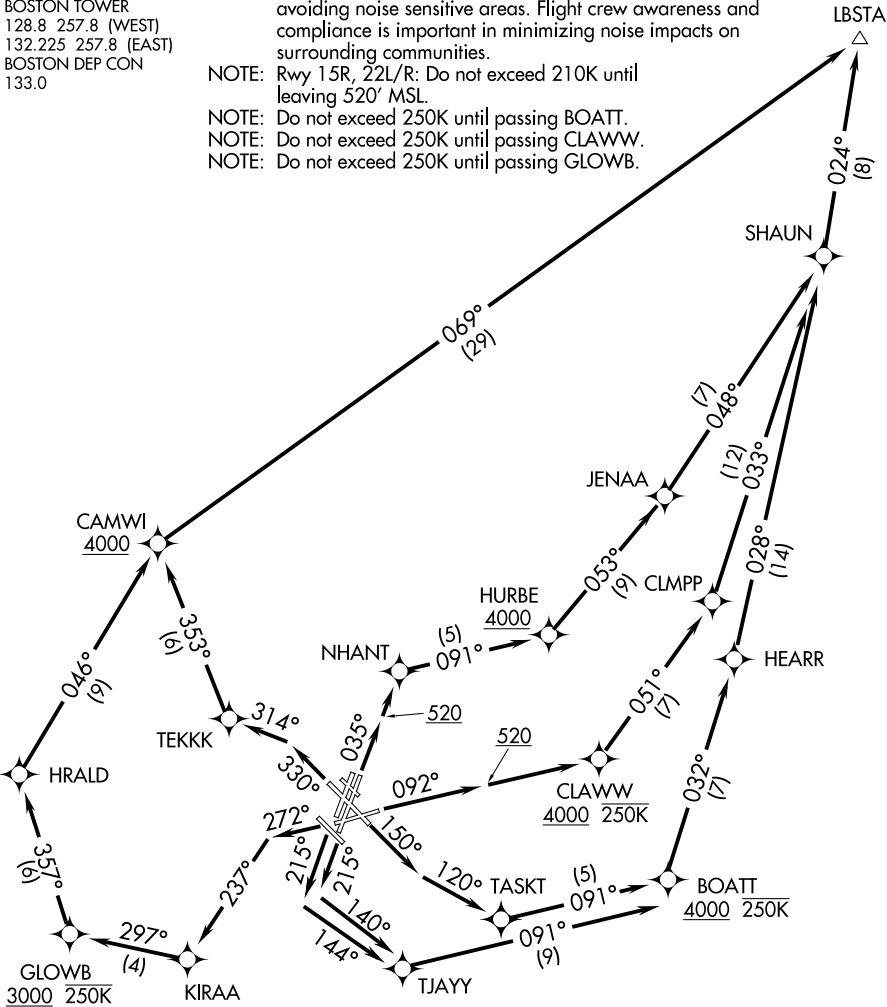 BOSTON TOWER
128.8 257.8 (WEST)
132.225 257.8 (EAST)
BOSTON DEP CON
133.0
avoiding noise sensitive areas. Flight crew awareness and
compliance is important in minimizing noise impacts on
surrounding communities.
NOTE: Rwy 15R, 22L/R: Do not exceed 210K until
leaving 520' MSL.
NOTE: Do not exceed 250K until passing BOATT.
NOTE: Do not exceed 250K until passing CLAWW.
NOTE: Do not exceed 250K until passing GLOWB.
LBSTA
024°
(8)
SHAUN
069°
(29)
(7)
048°
(12)
033°
028°
(14)
JENAA
CAMWI
4000
053°
(9)
CLMPP
HURBE
4000
353°
(6)
(5)
091°
NHANT
HEARR
046°
(9)
051°
(7)
520
314°
TEKKK
035°
520
HRALD
330°
092°
CLAWW
4000 250K
032°
(7)
272°
150°
357°
(6)
237°
215°
215°
120°
TASKT
(5)
091°
BOATT
4000 250K
140°
144°
091°
(9)
297°
(4)
GLOWB
3000 250K
KIRAA
TJAYY